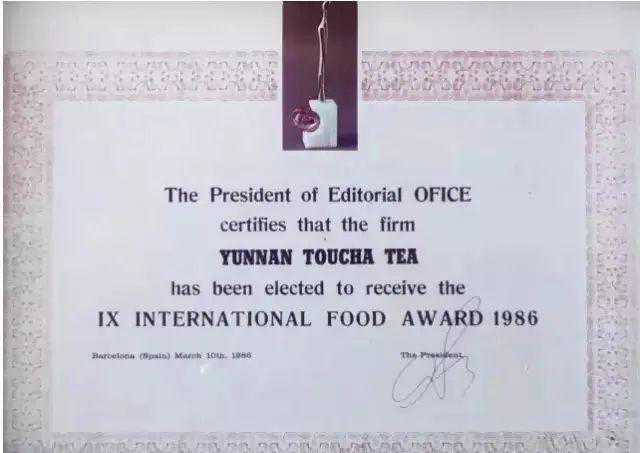 The President of Editorial OFICE
certifies that the firm
YUNNAN TOUCHA TEA
has been elected to receive the
IX INTERNATIONAL FOOD AWARD 1986
Barcelona (Spain) March 10th, 1986
The President,